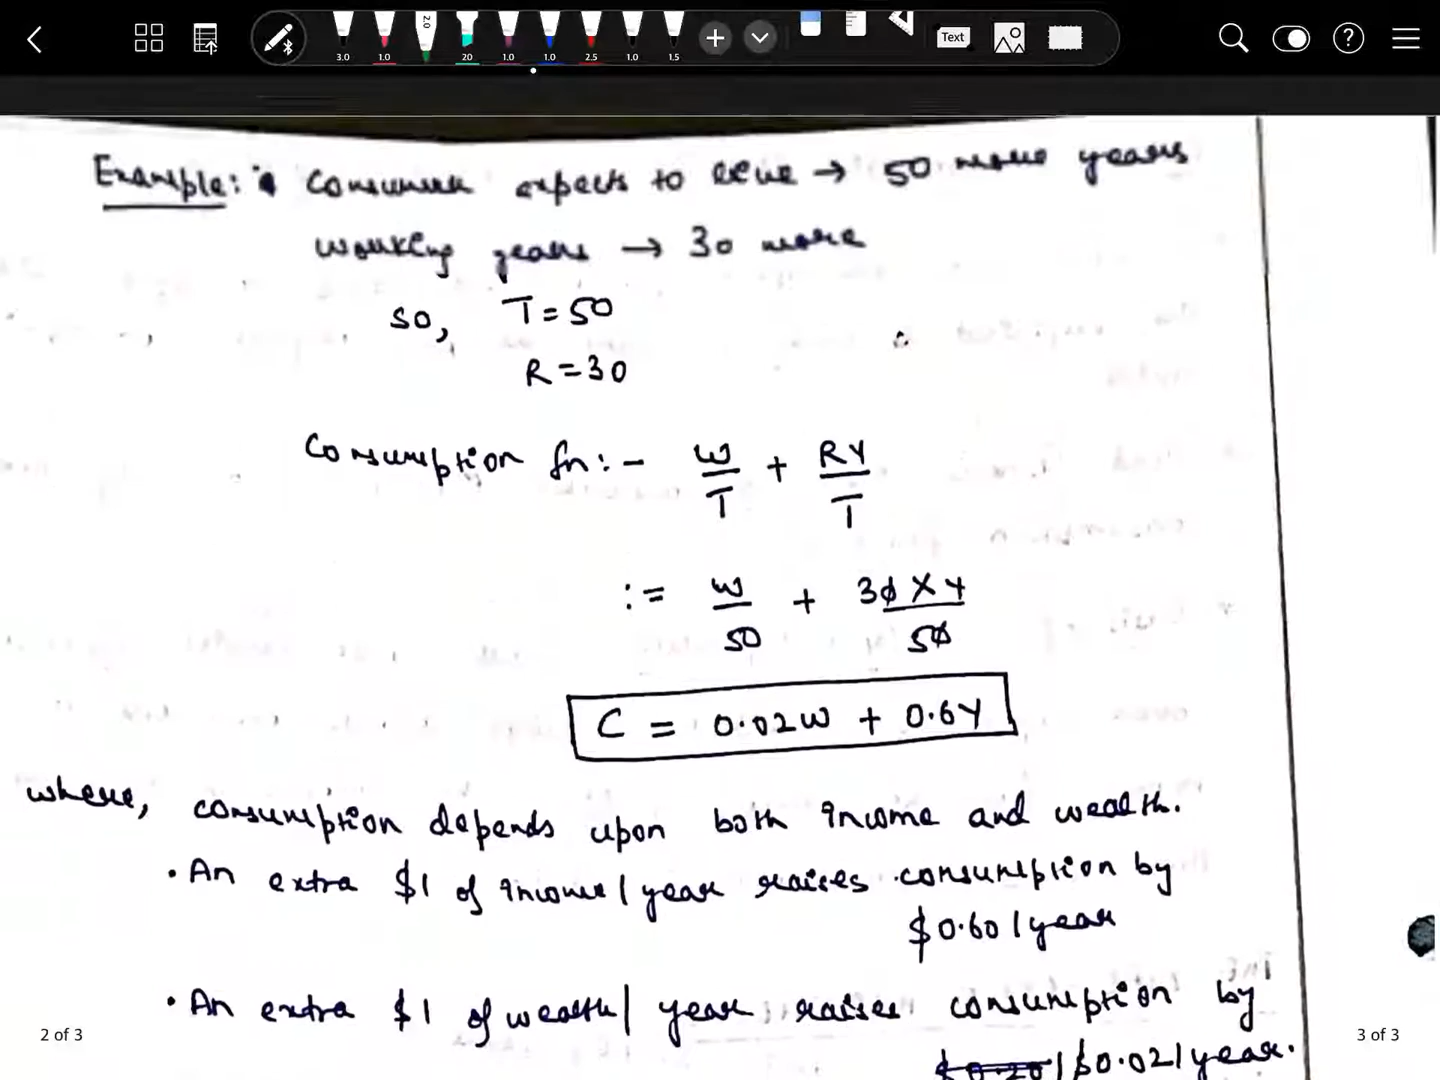 3.0 1.0 2.0 20 1.0 1.0 2.5 1.0 1.5 Text
Example: Consumer expects to live → 50 more years
working years → 30 more
so, T = 50
R = 30
Consumption fn :- W/T + RY/T
:= W/50 + 30 X Y/50
C = 0.02W + 0.6Y
where, consumption depends upon both income and wealth.
• An extra $1 of income/year raises consumption by
$0.60/year
• An extra $1 of wealth/year raises consumption by
$0.20/$0.02/year.
2 of 3
3 of 3